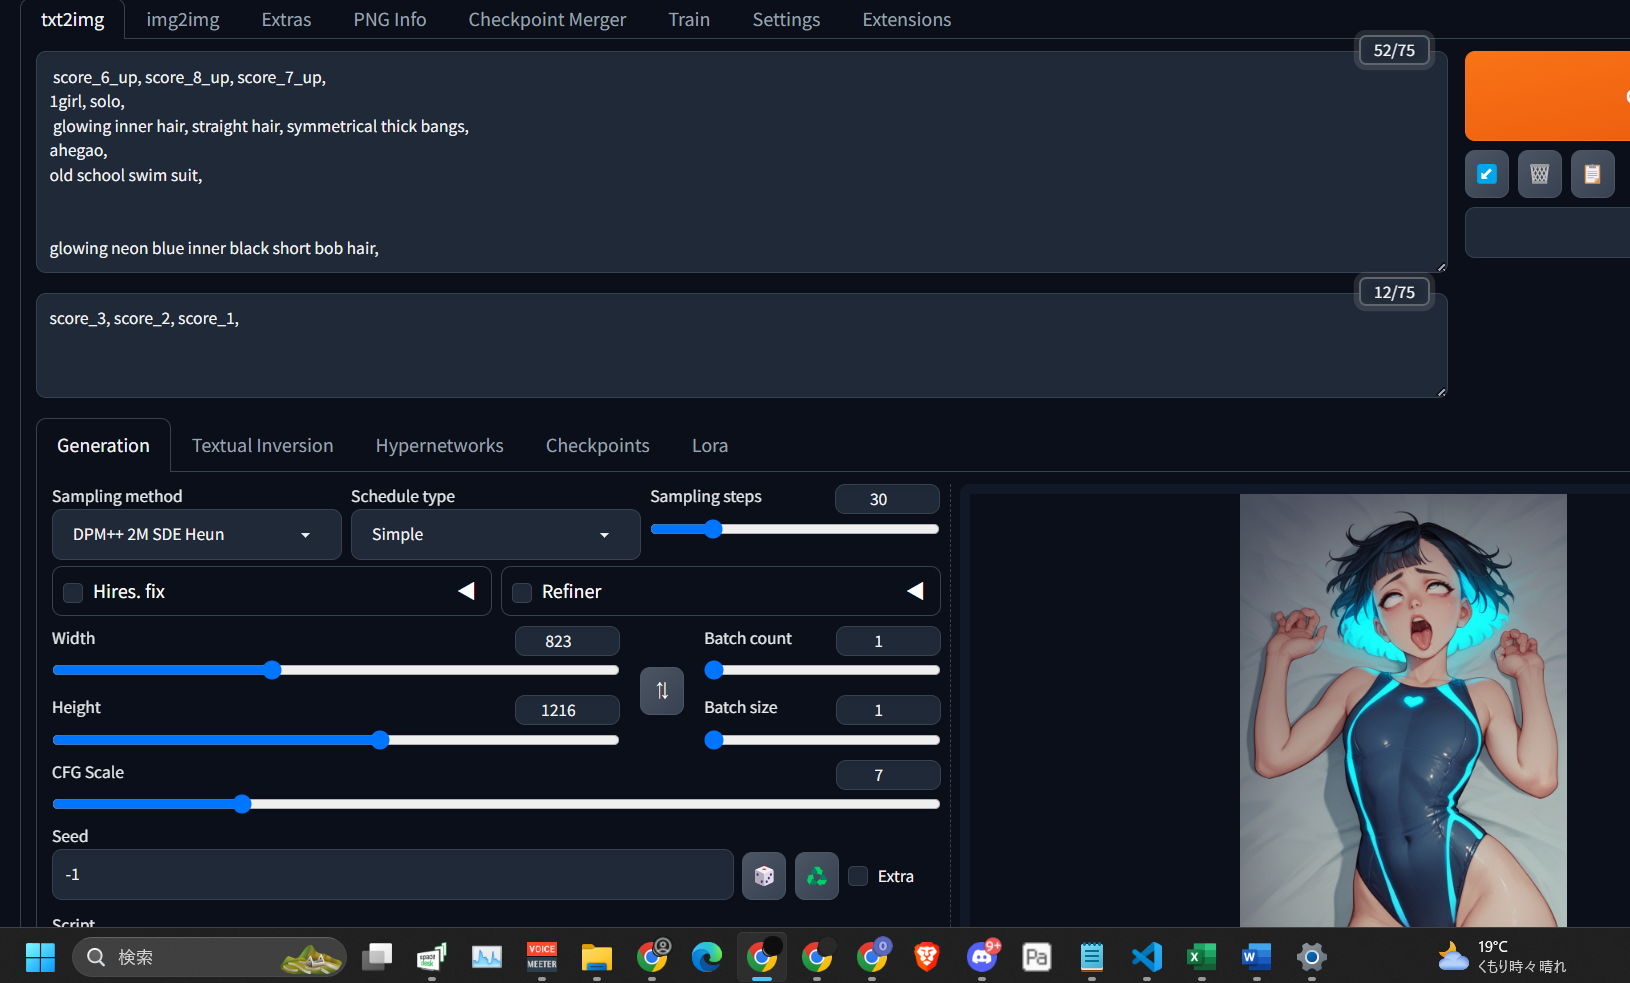 txt2img img2img Extras PNG Info Checkpoint Merger Train Settings Extensions
52/75
score_6_up, score_8_up, score_7_up,
1girl, solo,
glowing inner hair, straight hair, symmetrical thick bangs,
ahegao,
old school swim suit,
glowing neon blue inner black short bob hair,
12/75
score_3, score_2, score_1,
Generation Textual Inversion Hypernetworks Checkpoints Lora
Sampling method Schedule type Sampling steps 30
DPM++ 2M SDE Heun Simple
Hires. fix Refiner
Width 823 Batch count 1
Height 1216 Batch size 1
CFG Scale 7
Seed
-1 Extra
Script
検索
spacedesk
VOICE
MEETER
0
9+
Pa
X
W
19°C
くもり時々晴れ